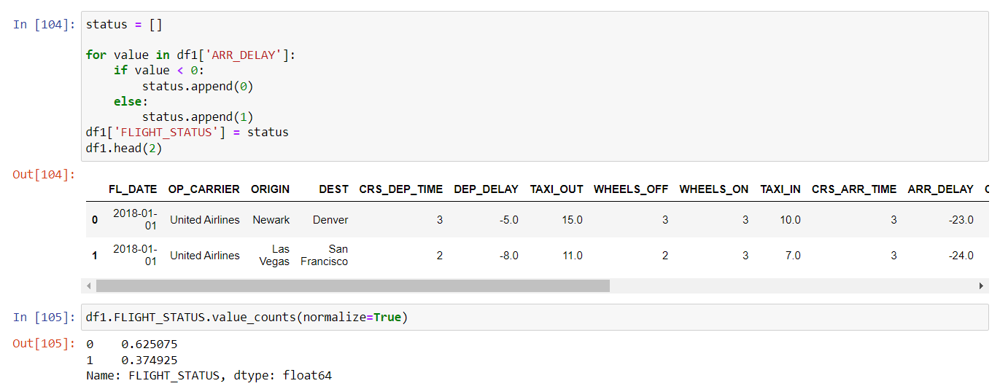 In [104]: status = []
for value in df1['ARR_DELAY']:
    if value < 0:
        status.append(0)
    else:
        status.append(1)
df1['FLIGHT_STATUS'] = status
df1.head(2)
Out[104]:
FL_DATE OP_CARRIER ORIGIN DEST CRS_DEP_TIME DEP_DELAY TAXI_OUT WHEELS_OFF WHEELS_ON TAXI_IN CRS_ARR_TIME ARR_DELAY
0 2018-01-01 United Airlines Newark Denver 3 -5.0 15.0 3 3 10.0 3 -23.0
1 2018-01-01 United Airlines Las Vegas San Francisco 2 -8.0 11.0 2 3 7.0 3 -24.0
In [105]: df1.FLIGHT_STATUS.value_counts(normalize=True)
Out[105]: 0    0.625075
1    0.374925
Name: FLIGHT_STATUS, dtype: float64